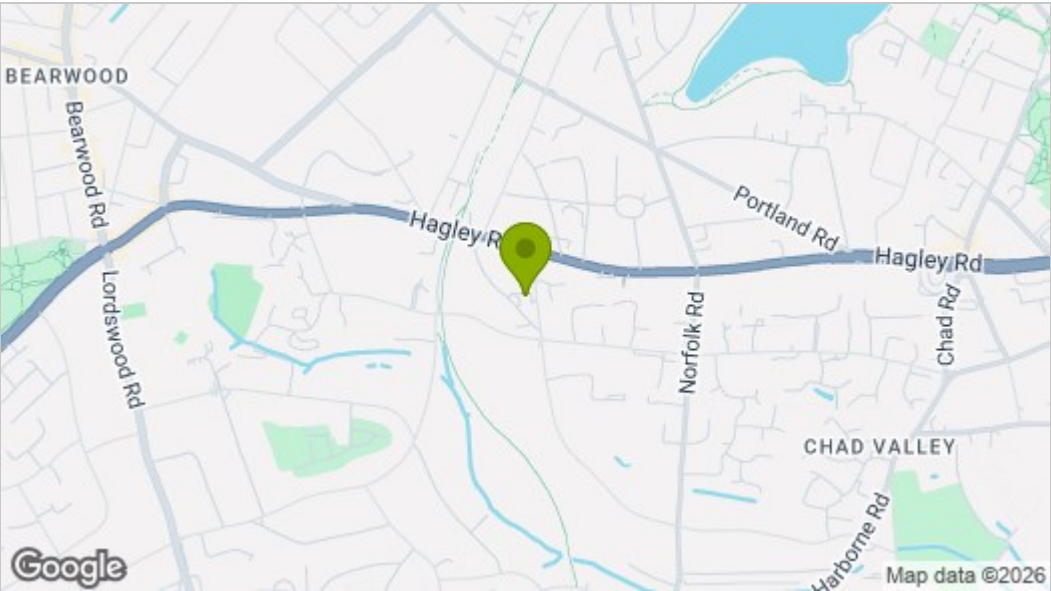 BEARWOOD
Bearwood Rd
Hagley R
Portland Rd
Hagley Rd
Lordswood Rd
Norfolk Rd
Chad Rd
CHAD VALLEY
Harborne Rd
Google
Map data ©2026